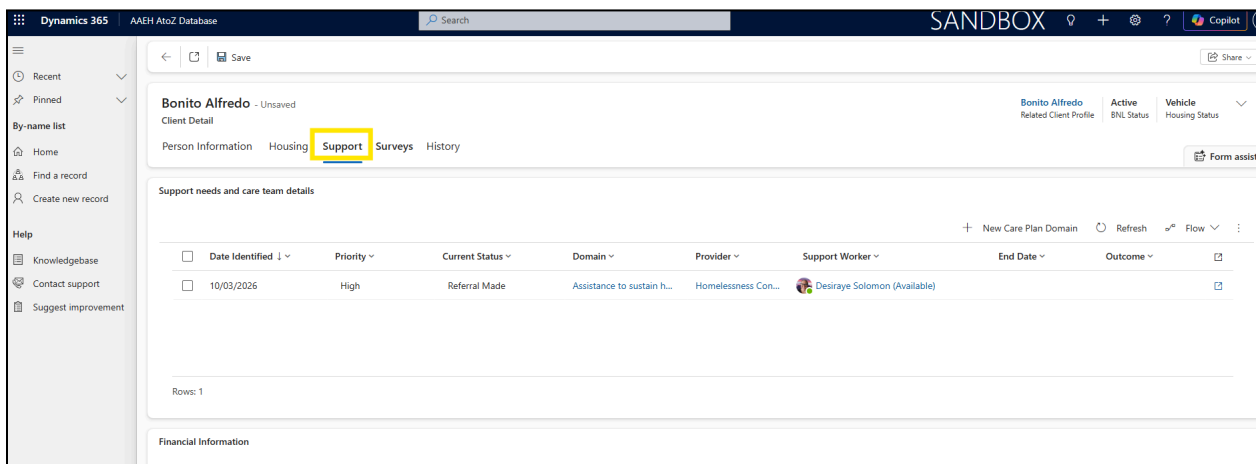 Dynamics 365 AAEH AtoZ Database Search SANDBOX Copilot
Save Share
Recent
Pinned
By-name list
Home
Find a record
Create new record
Help
Knowledgebase
Contact support
Suggest improvement
Bonito Alfredo - Unsaved
Client Detail
Bonito Alfredo Active Vehicle
Related Client Profile BNL Status Housing Status
Person Information Housing Support Surveys History
Form assist
Support needs and care team details
New Care Plan Domain Refresh Flow
Date Identified Priority Current Status Domain Provider Support Worker End Date Outcome
10/03/2026 High Referral Made Assistance to sustain h... Homelessness Con... Desiraye Solomon (Available)
Rows: 1
Financial Information